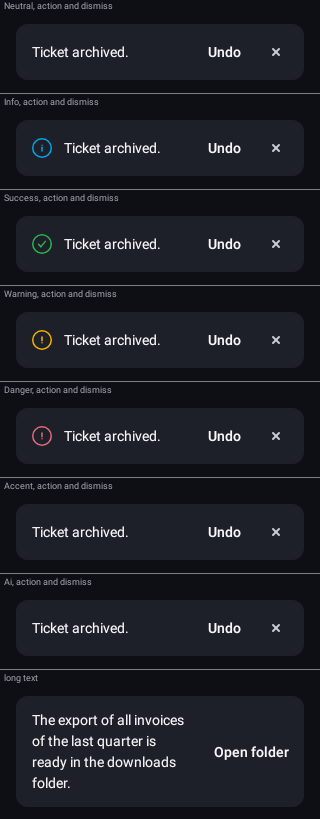 Neutral, action and dismiss
Ticket archived. Undo
Info, action and dismiss
Ticket archived. Undo
Success, action and dismiss
Ticket archived. Undo
Warning, action and dismiss
Ticket archived. Undo
Danger, action and dismiss
Ticket archived. Undo
Accent, action and dismiss
Ticket archived. Undo
Ai, action and dismiss
Ticket archived. Undo
long text
The export of all invoices
of the last quarter is
ready in the downloads
folder.
Open folder